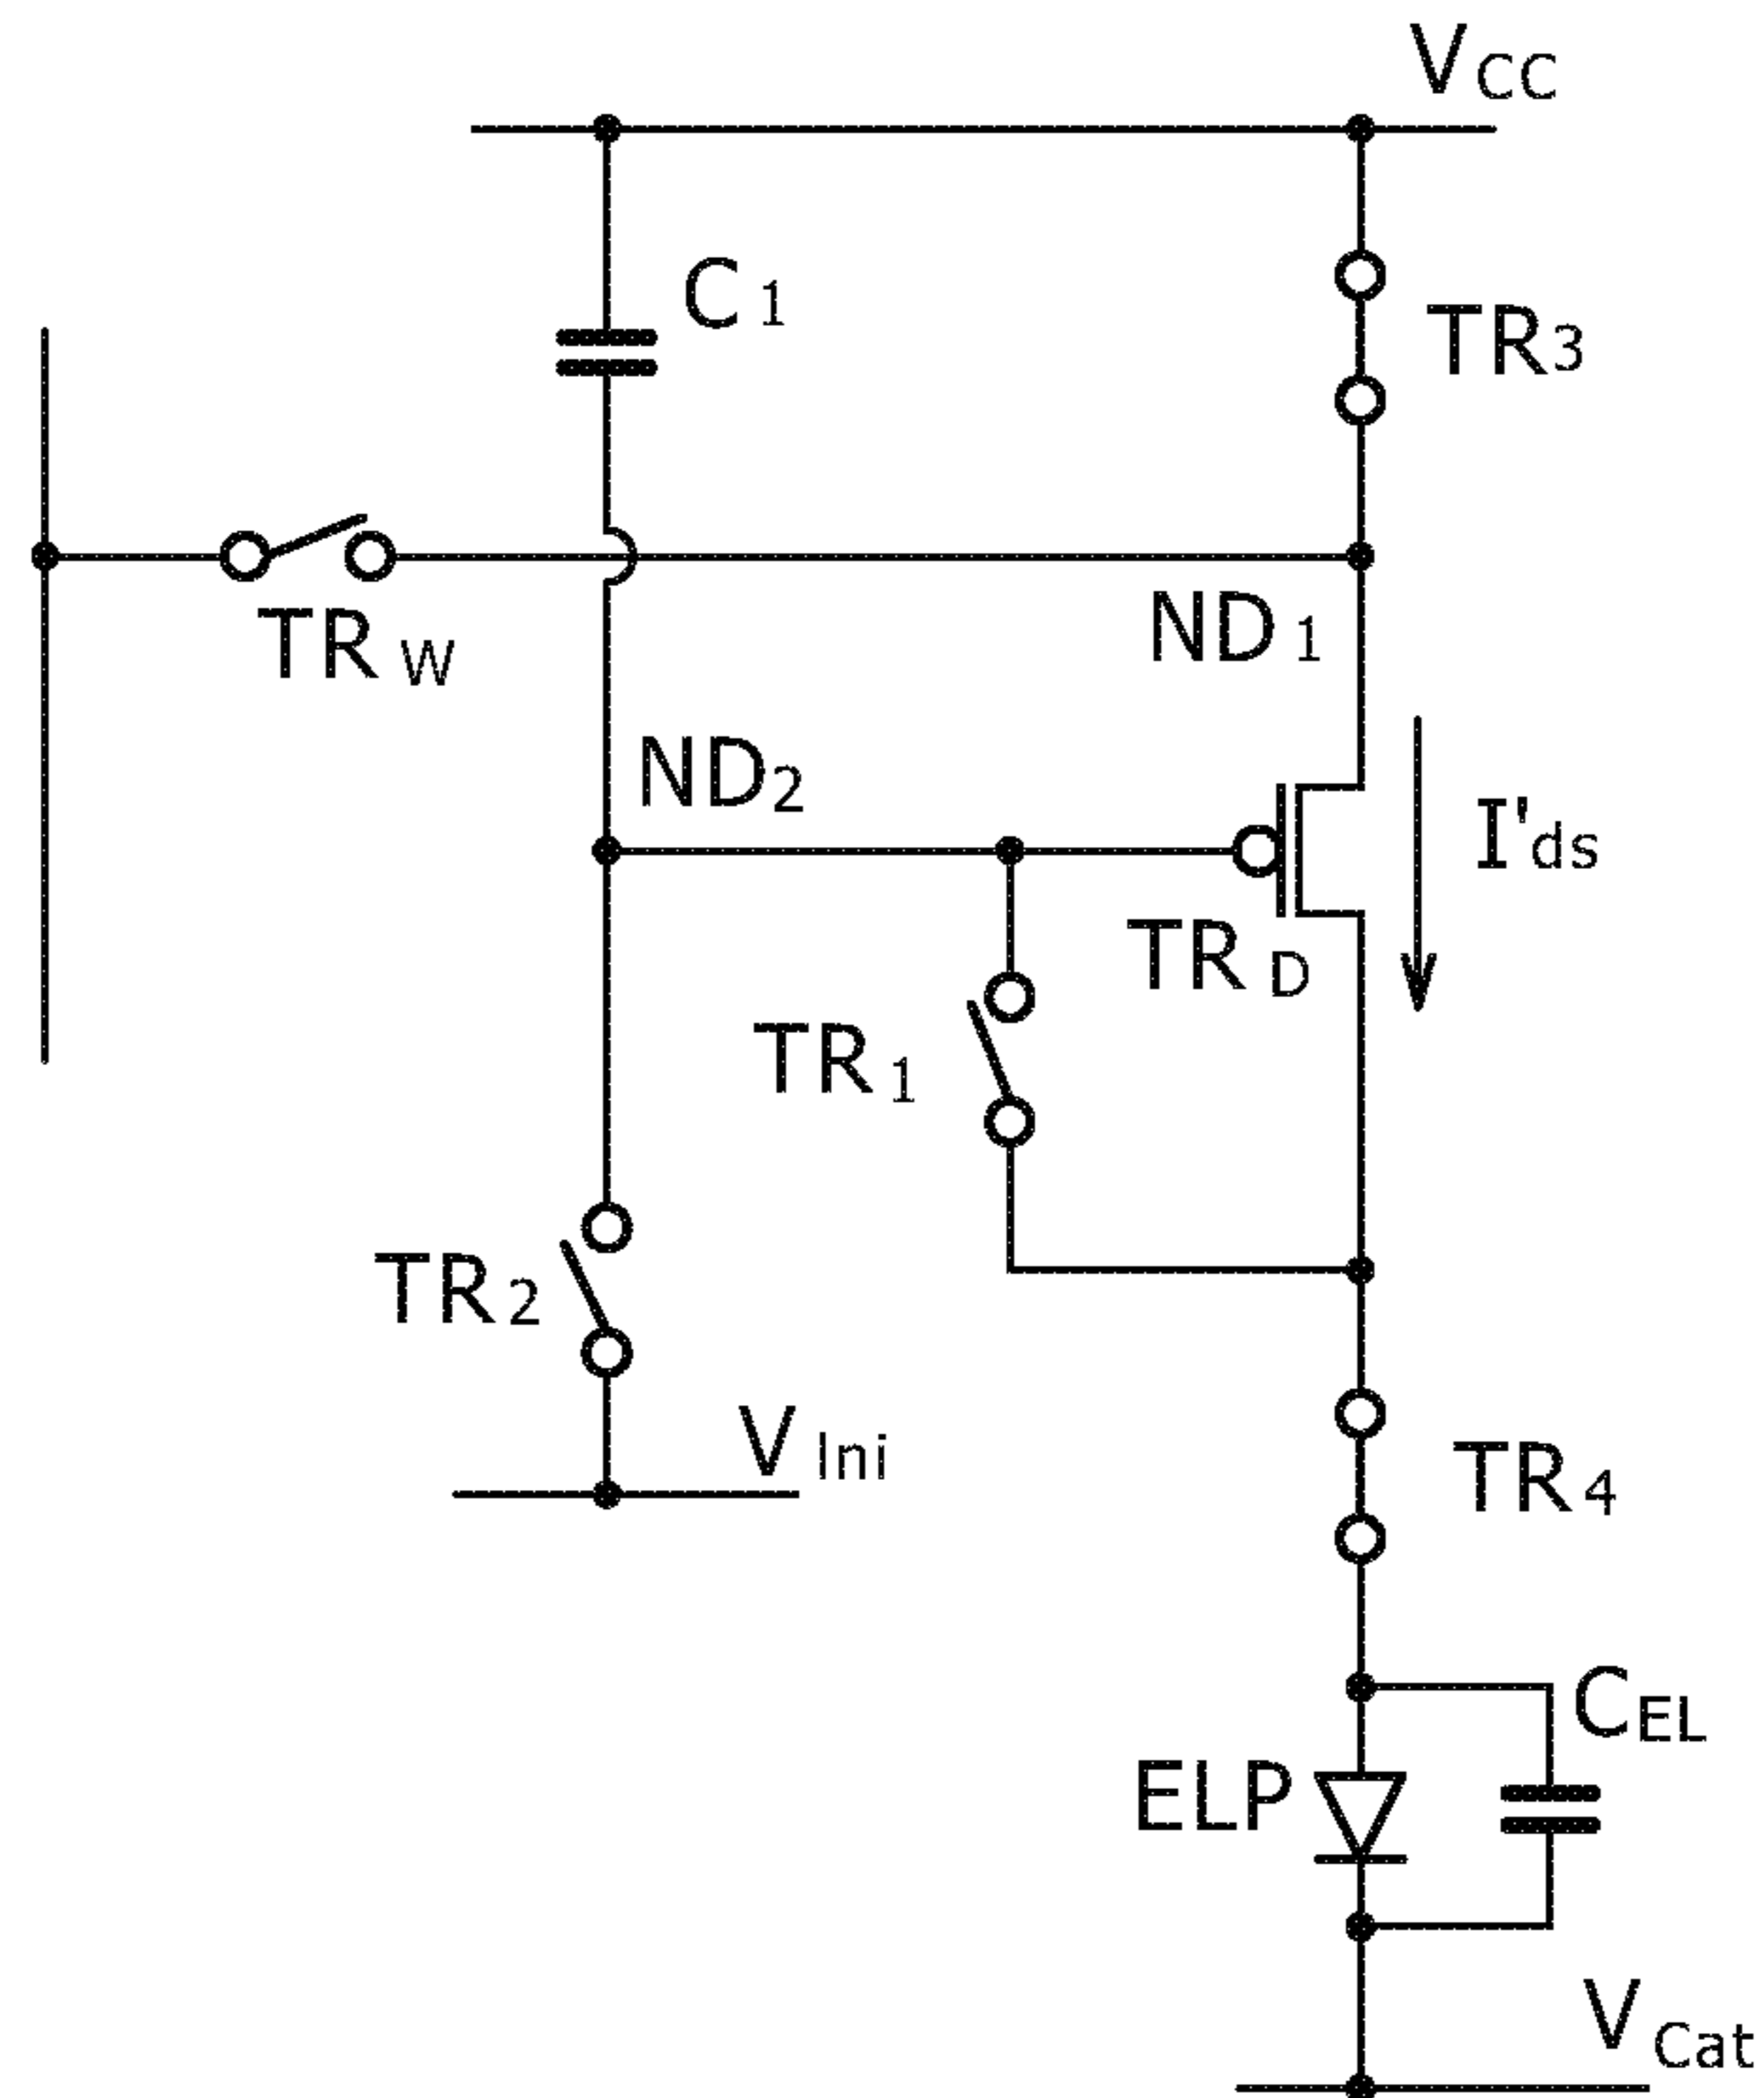 VCC
C1
TR3
TRW
ND1
ND2
I'ds
TRD
TR1
TR2
VIni
TR4
CEL
ELP
VCat